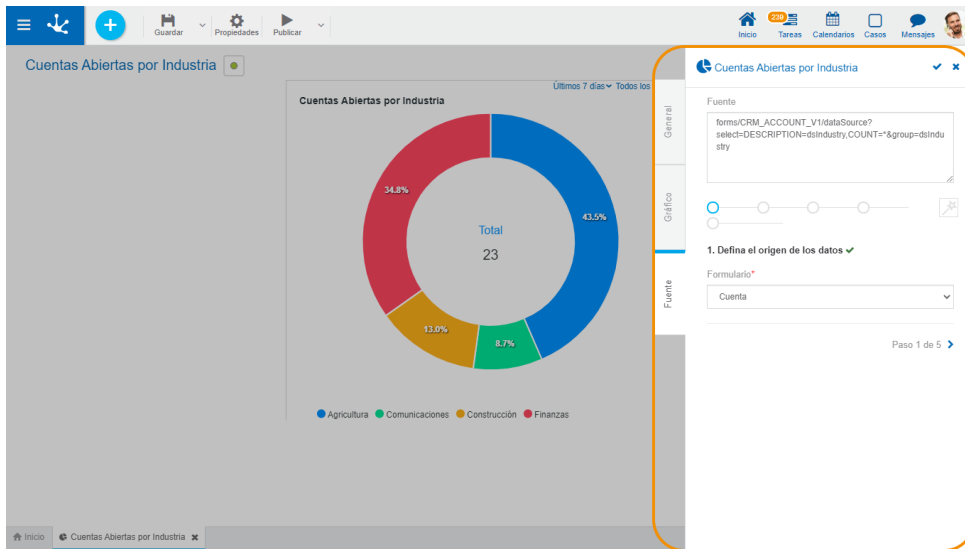 Guardar
Propiedades
Publicar
Inicio
239
Tareas
Calendarios
Casos
Mensajes
Cuentas Abiertas por Industria
Últimos 7 días Todos los
Cuentas Abiertas por Industria
34.8%
43.5%
Total
23
13.0%
8.7%
Agricultura Comunicaciones Construcción Finanzas
General
Gráfico
Fuente
Cuentas Abiertas por Industria
Fuente
forms/CRM_ACCOUNT_V1/dataSource?
select=DESCRIPTION=dsIndustry,COUNT=*&group=dsIndu
stry
1. Defina el origen de los datos
Formulario*
Cuenta
Paso 1 de 5
Inicio
Cuentas Abiertas por Industria